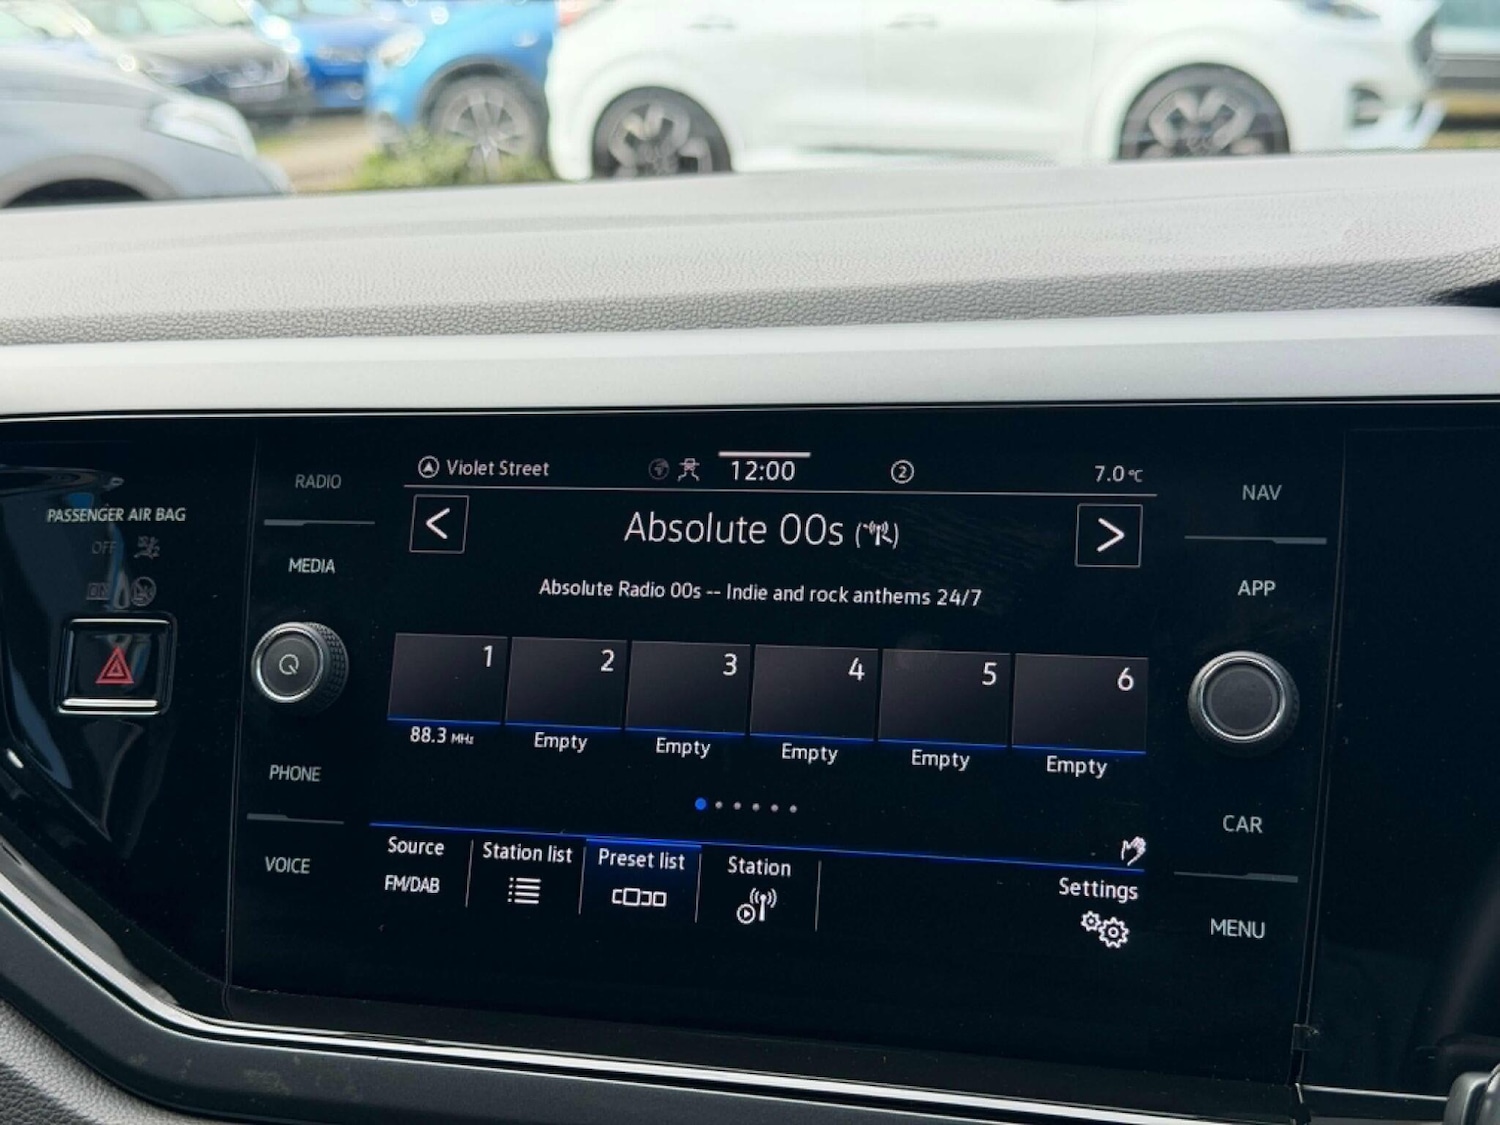 Violet Street 12:00 2 7.0°C
RADIO
NAV
PASSENGER AIR BAG
OFF
ON
MEDIA
Absolute 00s
APP
Absolute Radio 00s -- Indie and rock anthems 24/7
1 2 3 4 5 6
88.3 MHz Empty Empty Empty Empty Empty
PHONE
VOICE
CAR
MENU
Source Station list Preset list Station Settings
FM/DAB